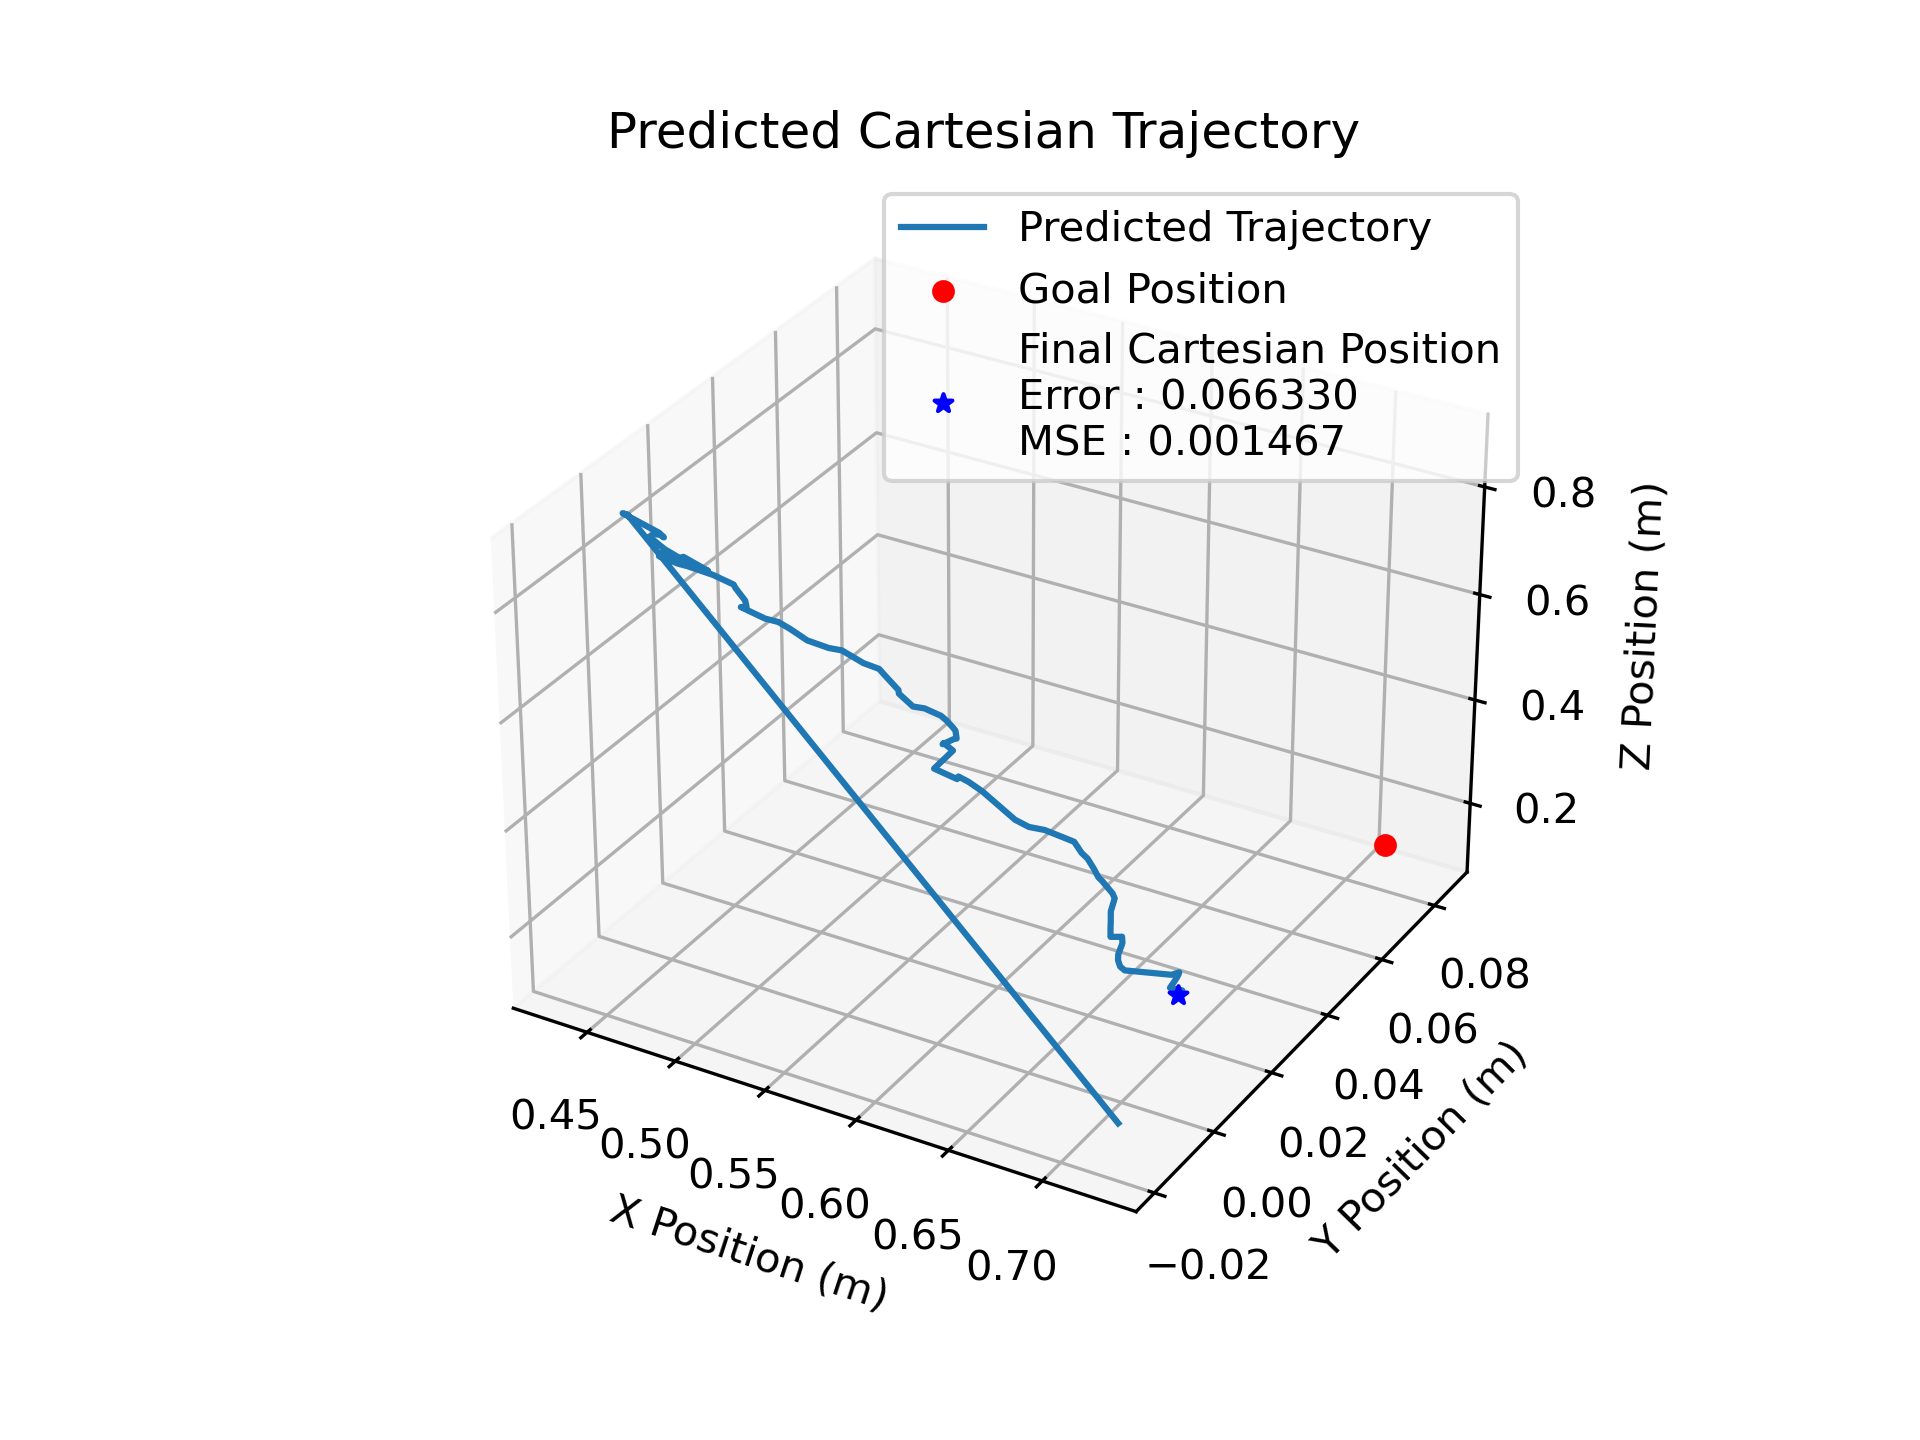 Predicted Cartesian Trajectory
Predicted Trajectory
Goal Position
Final Cartesian Position
Error : 0.066330
MSE : 0.001467
0.8
0.6
0.4
0.2
Z Position (m)
0.08
0.06
0.04
0.02
0.00
−0.02
Y Position (m)
0.45
0.50
0.55
0.60
0.65
0.70
X Position (m)